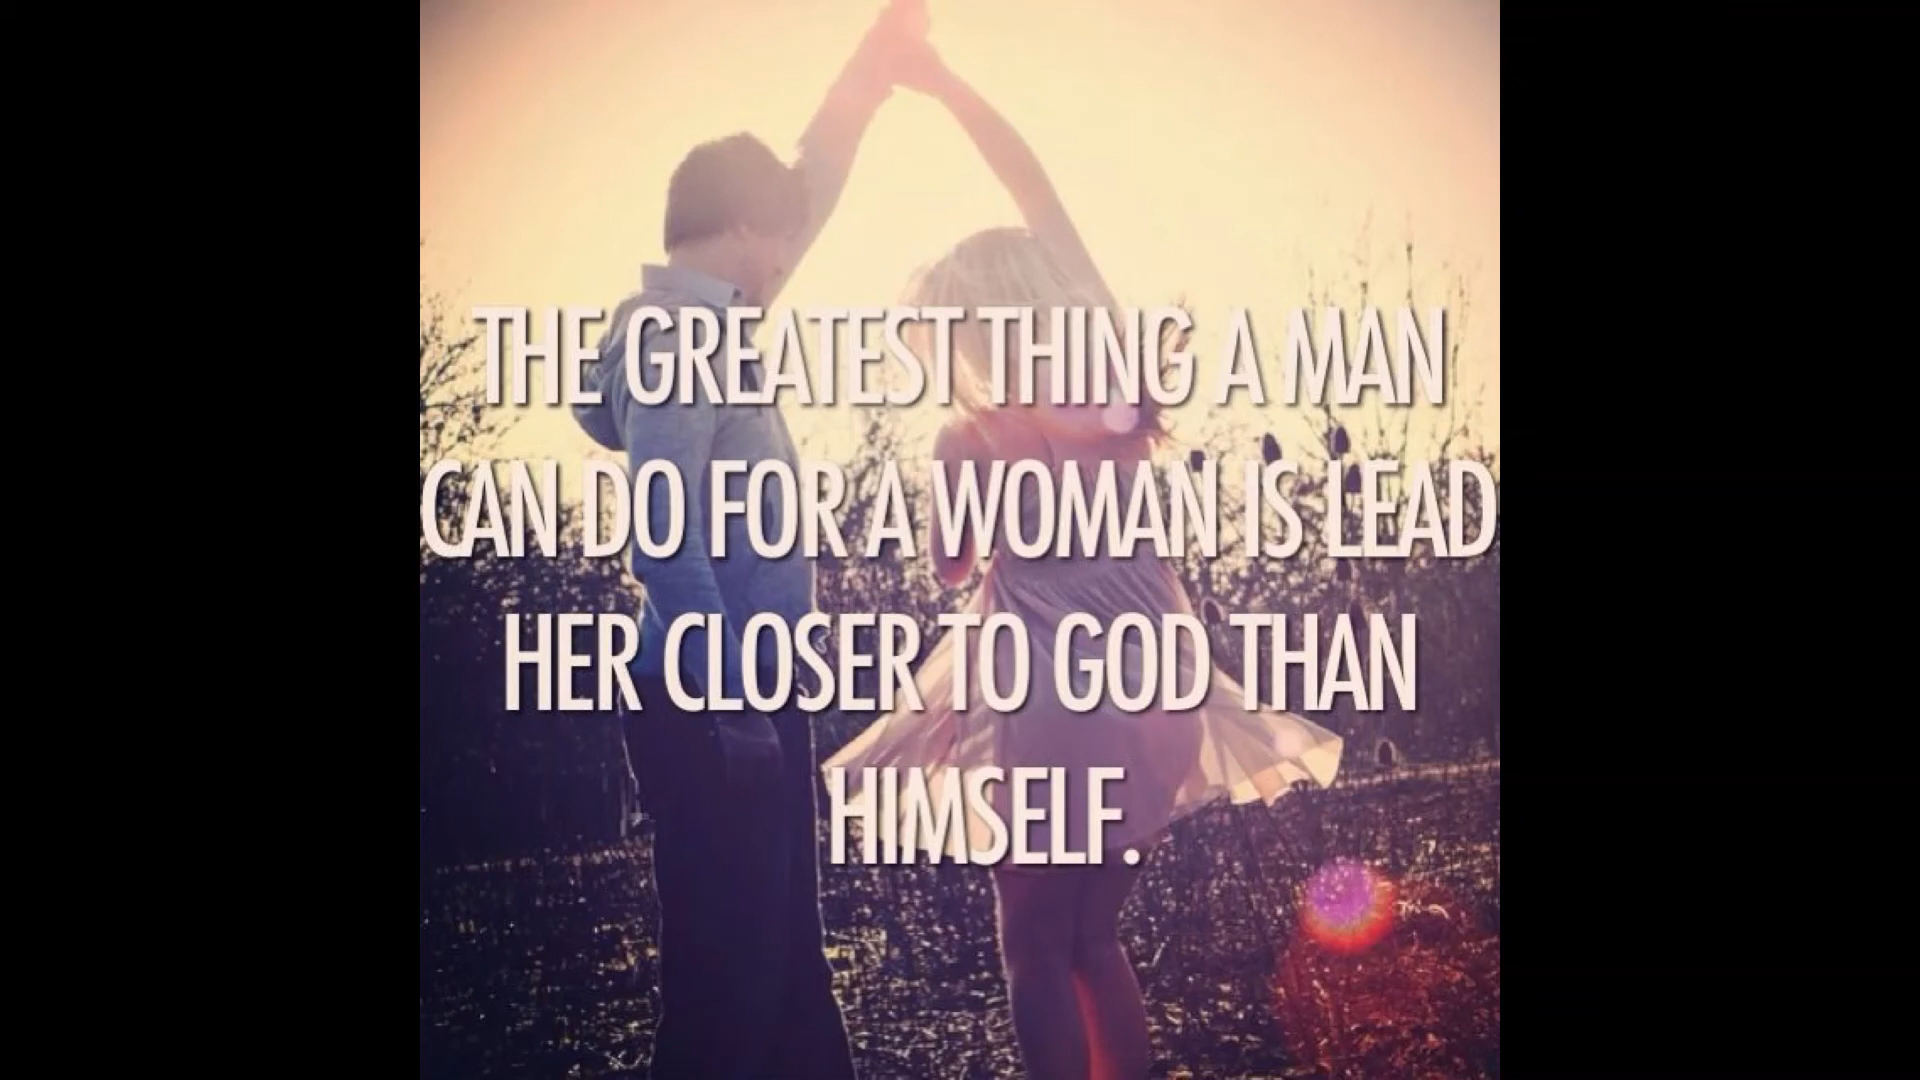 THE GREATEST THING A MAN
CAN DO FOR A WOMAN IS LEAD
HER CLOSER TO GOD THAN
HIMSELF.